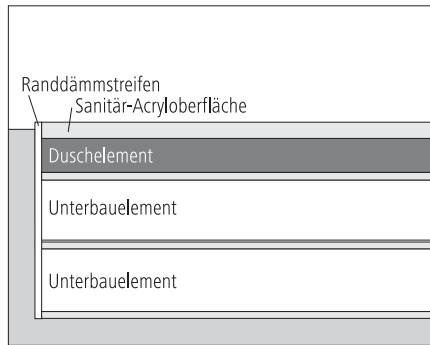 Randdämmstreifen
Sanitär-Acryloberfläche
Duschelement
Unterbauelement
Unterbauelement